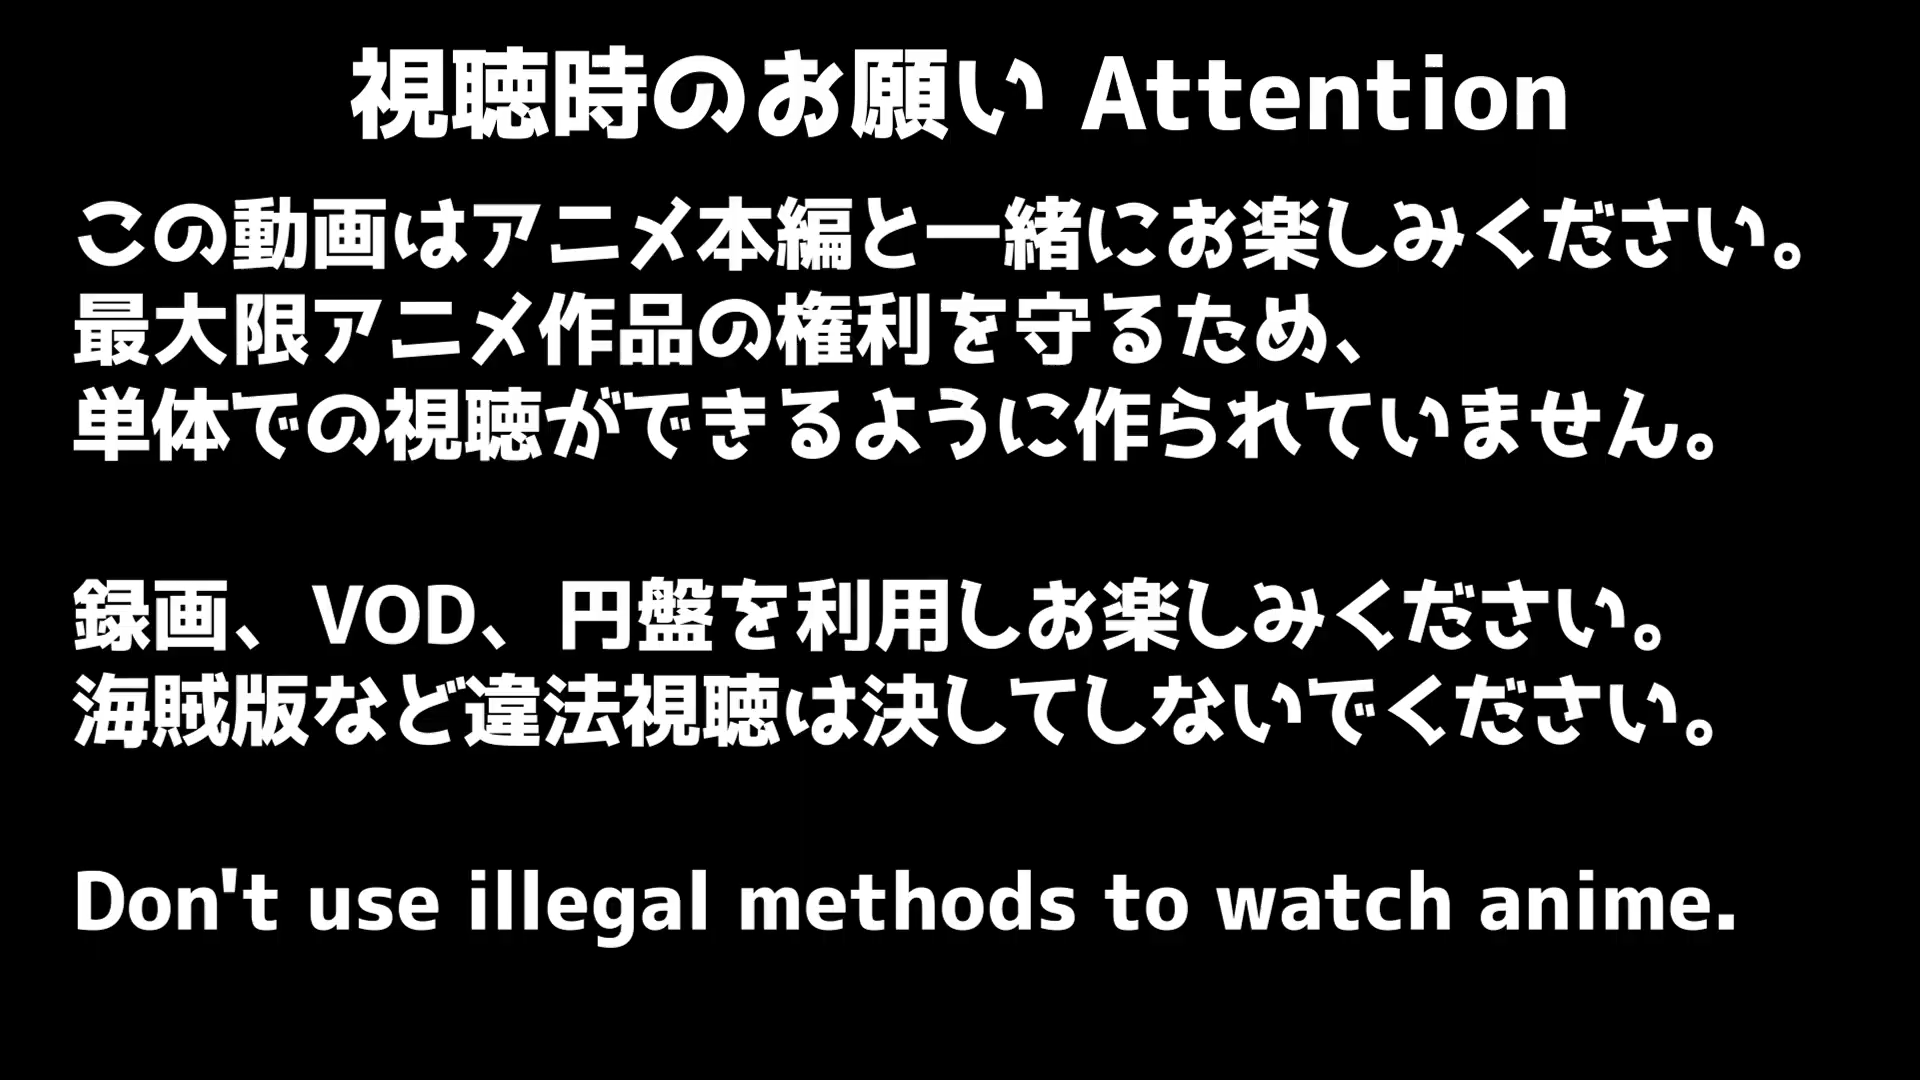 視聴時のお願い Attention
この動画はアニメ本編と一緒にお楽しみください。
最大限アニメ作品の権利を守るため、
単体での視聴ができるように作られていません。
録画、VOD、円盤を利用しお楽しみください。
海賊版など違法視聴は決してしないでください。
Don't use illegal methods to watch anime.